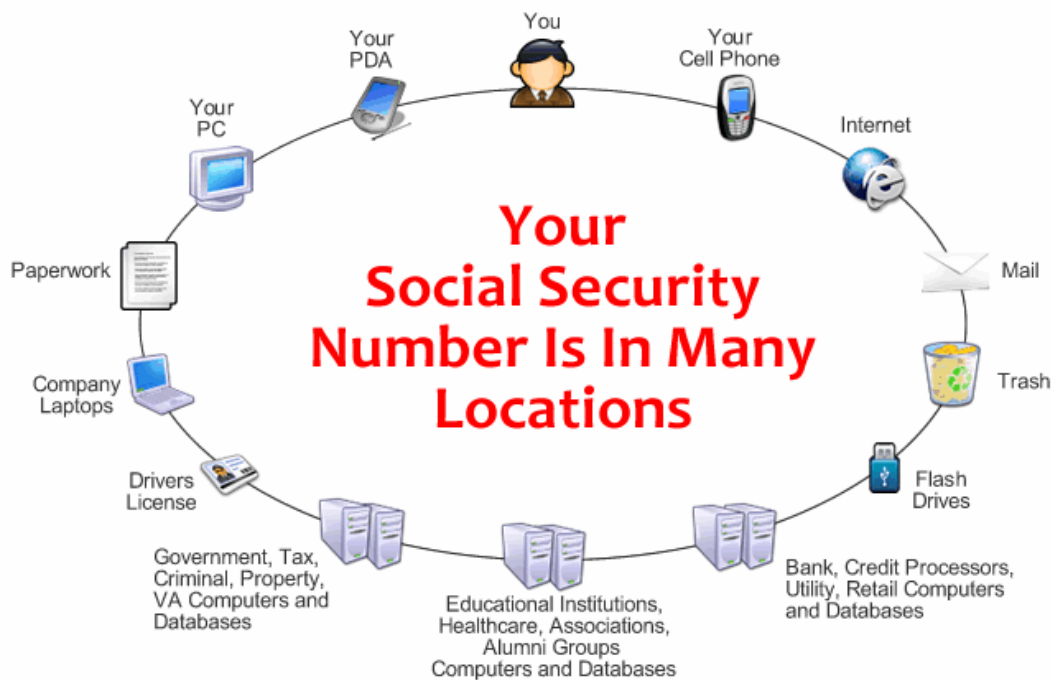 You
Your
PDA
Your
Cell Phone
Your
PC
Internet
Paperwork
Mail
Your
Social Security
Number Is In Many
Locations
Company
Laptops
Trash
Drivers
License
Flash
Drives
Government, Tax,
Criminal, Property,
VA Computers and
Databases
Educational Institutions,
Healthcare, Associations,
Alumni Groups
Computers and Databases
Bank, Credit Processors,
Utility, Retail Computers
and Databases